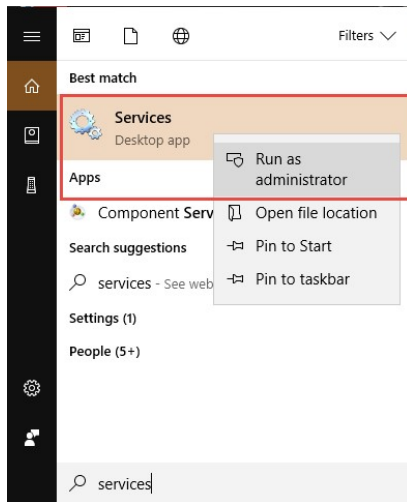 Filters
Best match
Services
Desktop app
Run as
administrator
Apps
Component Serv
Open file location
Search suggestions
Pin to Start
services - See web
Pin to taskbar
Settings (1)
People (5+)
services